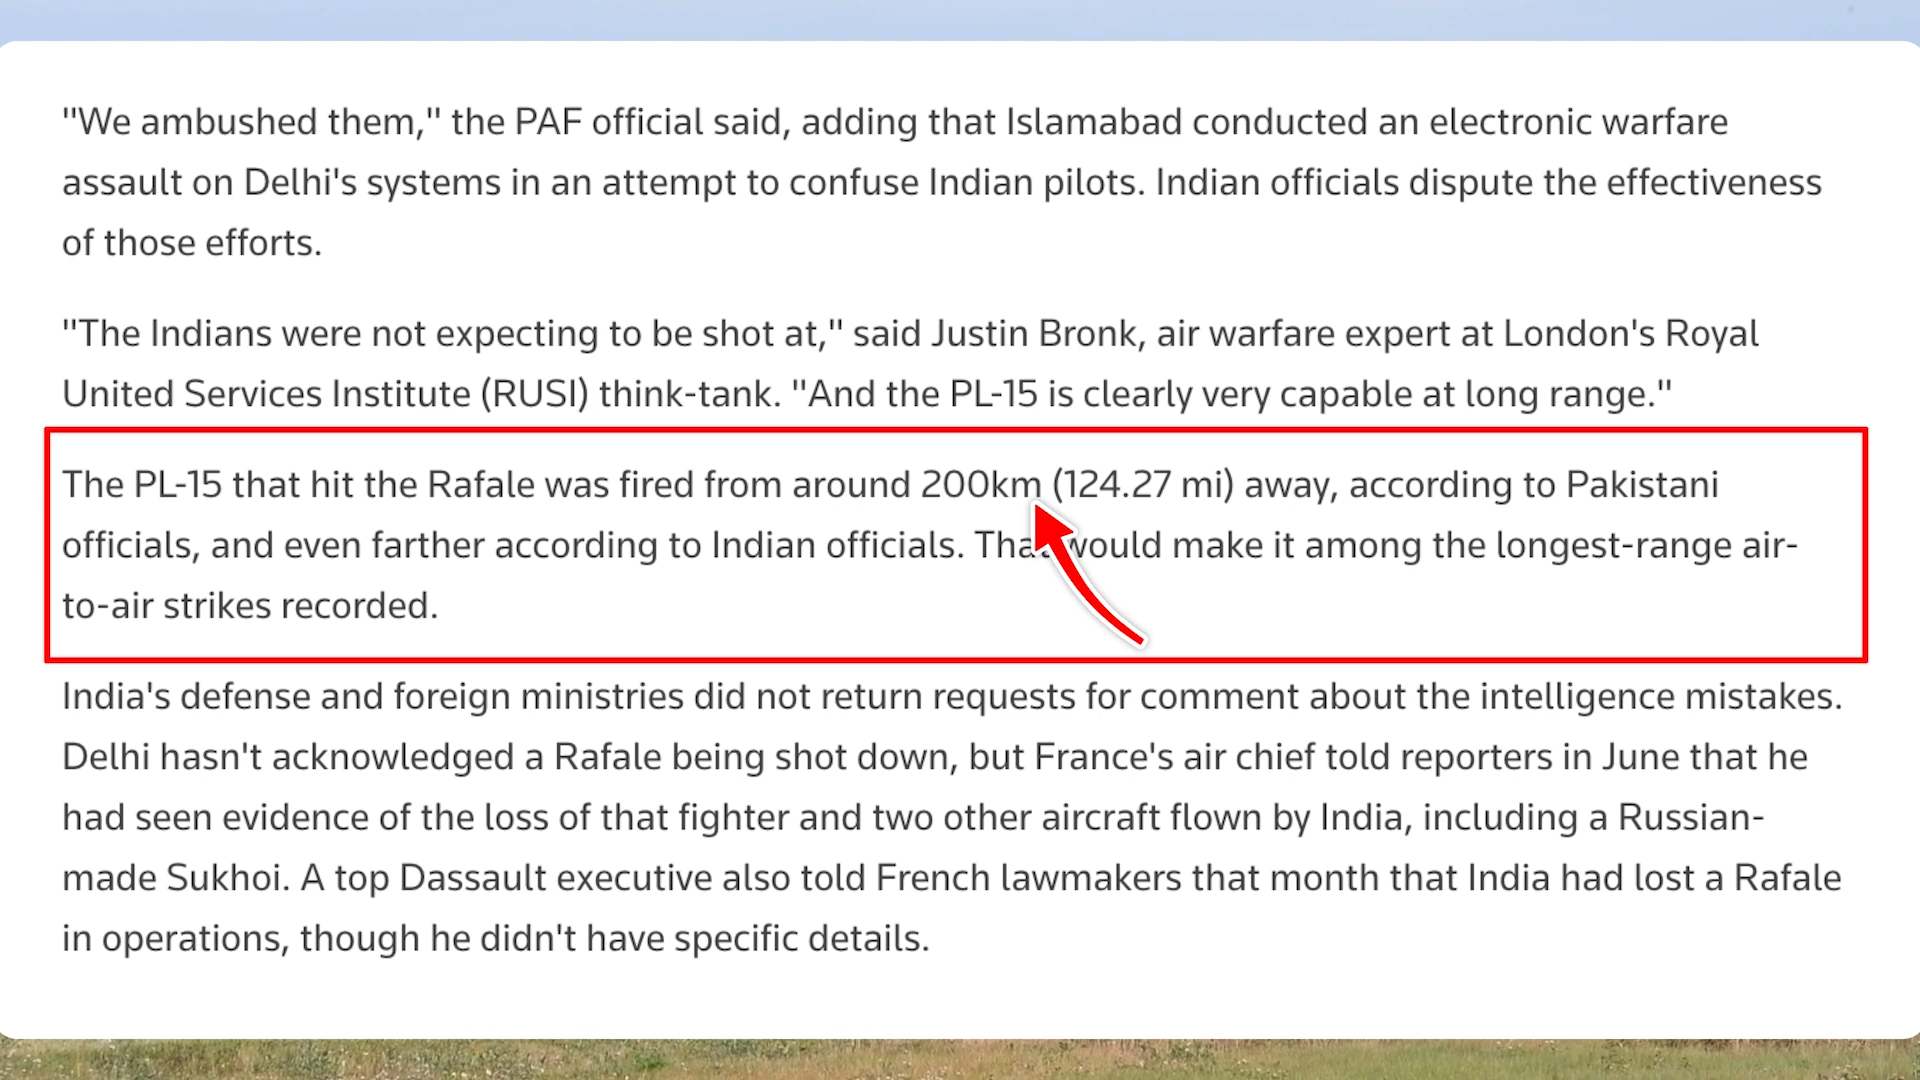 "We ambushed them," the PAF official said, adding that Islamabad conducted an electronic warfare
assault on Delhi's systems in an attempt to confuse Indian pilots. Indian officials dispute the effectiveness
of those efforts.
"The Indians were not expecting to be shot at," said Justin Bronk, air warfare expert at London's Royal
United Services Institute (RUSI) think-tank. "And the PL-15 is clearly very capable at long range."
The PL-15 that hit the Rafale was fired from around 200km (124.27 mi) away, according to Pakistani
officials, and even farther according to Indian officials. That would make it among the longest-range air-
to-air strikes recorded.
India's defense and foreign ministries did not return requests for comment about the intelligence mistakes.
Delhi hasn't acknowledged a Rafale being shot down, but France's air chief told reporters in June that he
had seen evidence of the loss of that fighter and two other aircraft flown by India, including a Russian-
made Sukhoi. A top Dassault executive also told French lawmakers that month that India had lost a Rafale
in operations, though he didn't have specific details.